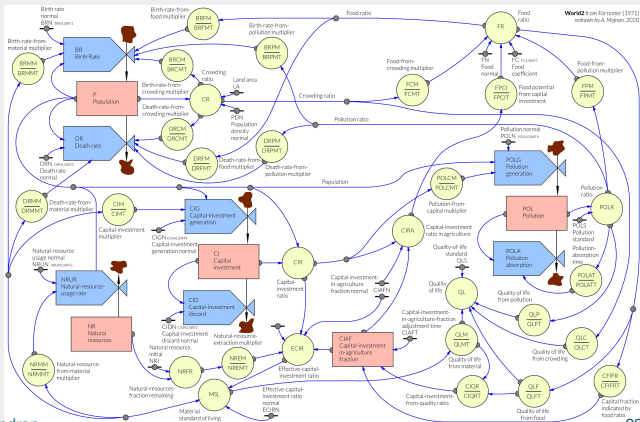 World2 from Forrester (1971)
redrawn by A. Mignan, 2020
Birth rate
normal
BRN
BR
Birth Rate
Birth-rate-from-
material multiplier
BRMM
BRMMT
Birth-rate-from-
food multiplier
BRFM
BRFMT
Birth-rate-from-
pollution multiplier
BRPM
BRPMT
BRCM
BRCMT
Birth-rate-from-
crowding multiplier
Crowding
ratio
CR
Land area
LA
PDN
Population
density
normal
P
Population
Death-rate-from-
crowding multiplier
DRCM
DRCMT
DR
Death rate
DRN
Death rate
normal
DRFM
DRFMT
Death-rate-from-
food multiplier
DRPM
DRPMT
Death-rate-from-
pollution multiplier
Food ratio
Crowding ratio
Pollution ratio
Population
Food
ratio
FR
FN
Food
normal
FC
Food
coefficient
Food-from-
crowding multiplier
FCM
FCMT
FPCI
FPCIT
Food potential
from capital
investment
Food-from-
pollution multiplier
FPM
FPMT
Pollution normal
POLN
POLG
Pollution
generation
POLCM
POLCMT
Pollution-from-
capital multiplier
POL
Pollution
Pollution
ratio
POLR
POLS
Pollution
standard
Pollution-
absorption
time
POLA
Pollution
absorption
POLAT
POLATT
DRMM
DRMMT
Death-rate-from-
material multiplier
CIM
CIMT
Capital-investment
multiplier
CIG
Capital-investment
generation
CIGN
Capital-investment
generation normal
CI
Capital
investment
CIR
Capital-
investment
ratio
CID
Capital-investment
discard
CIDN
Capital-investment
discard normal
CIRA
Capital-investment
ratio in agriculture
Capital-investment-
in-agriculture
fraction normal
CIAFN
Quality-of-life
standard
QLS
Quality
of life
QL
Quality of life
from pollution
QLP
QLPT
QLC
QLCT
Quality of life
from crowding
Natural-resource
usage normal
NRUN
NRUR
Natural-resource-
usage rate
NR
Natural
resources
NRMM
NRMMT
Natural-resource-
from-material
multiplier
Natural resource,
initial
NRI
NRFR
Natural-resources-
fraction remaining
Natural-resource-
extraction multiplier
NREM
NREMT
ECIR
Effective-capital-
investment ratio
MSL
Material
standard of living
Effective-capital-
investment ratio
normal
ECIRN
CIAF
Capital-investment-
in-agriculture
fraction
Capital-investment-
in-agriculture-fraction
adjustment time
CIAFT
QLM
QLMT
Quality of life
from material
CIQR
CIQRT
Capital-investment-
from-quality ratio
QLF
QLFT
Quality of life
from food
CFIFR
CFIFRT
Capital fraction
indicated by
food ratio